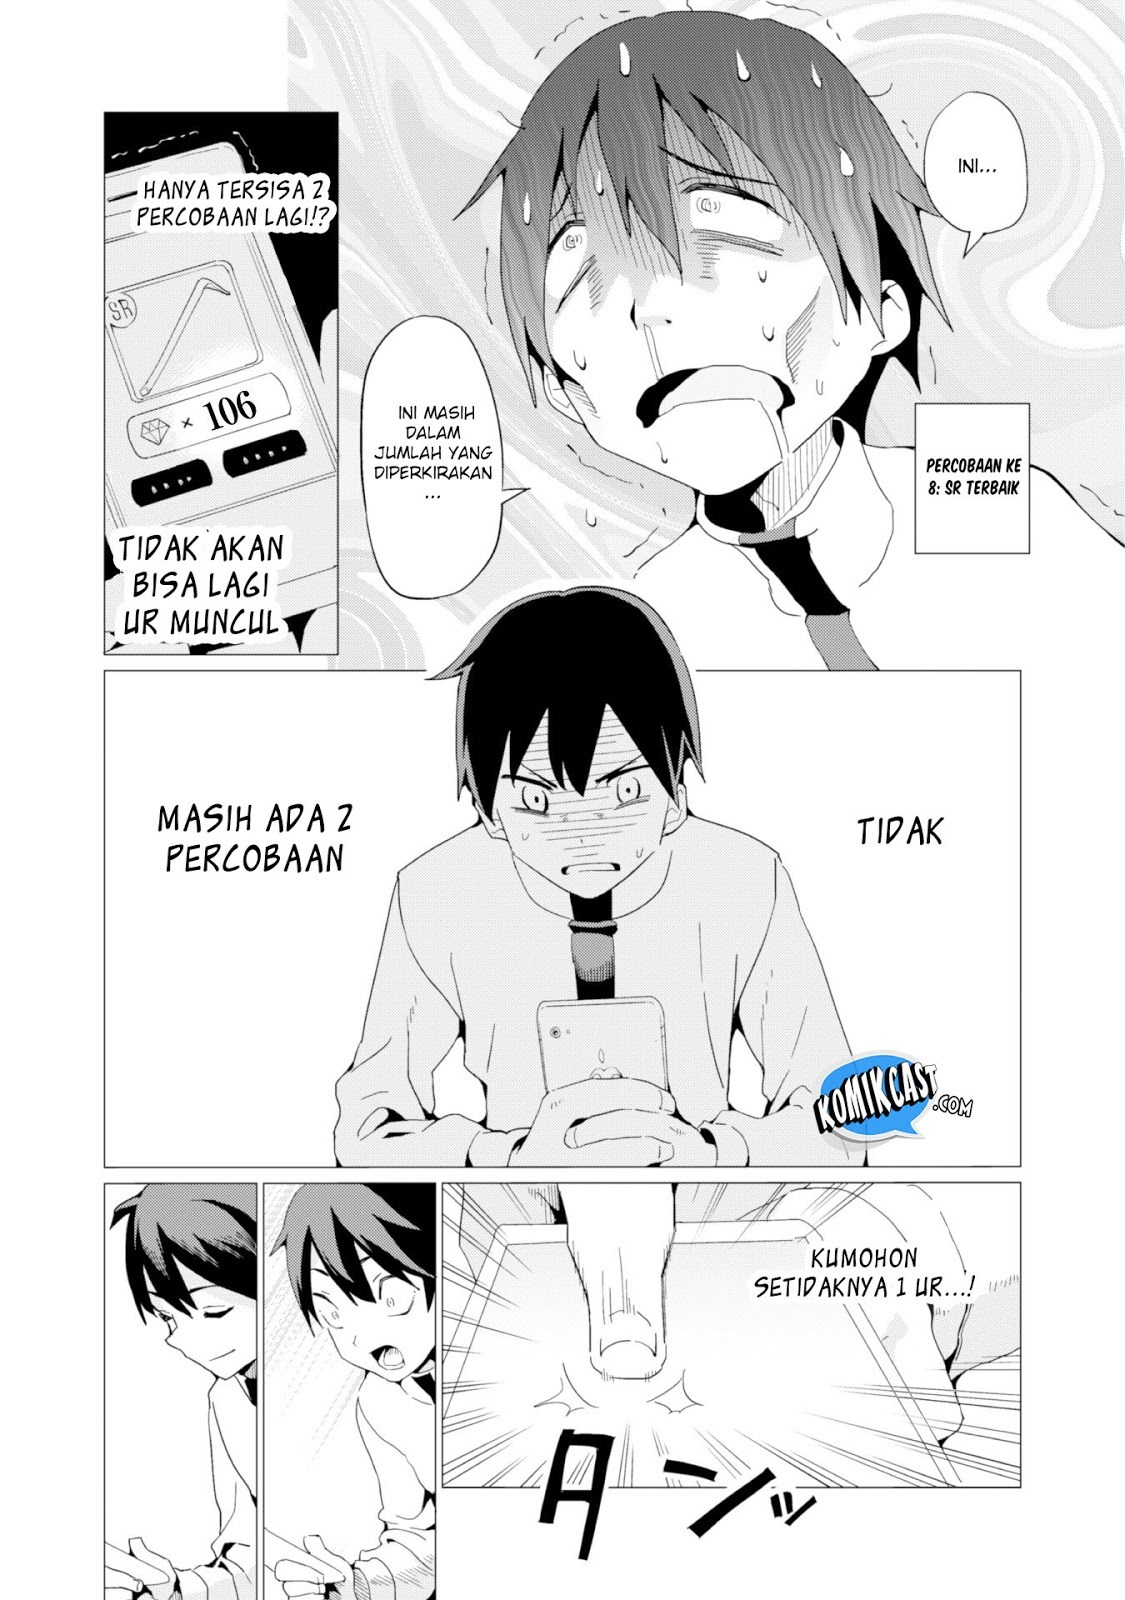 INI...
PERCOBAAN KE
8: SR TERBAIK
INI MASIH
DALAM
JUMLAH YANG
DIPERKIRAKAN
...
HANYA TERSISA 2
PERCOBAAN LAGI!?
SR
× 106
TIDAK AKAN
BISA LAGI
UR MUNCUL
TIDAK
MASIH ADA 2
PERCOBAAN
KOMIKCAST
.COM
KUMOHON
SETIDAKNYA 1 UR...!
タンッ